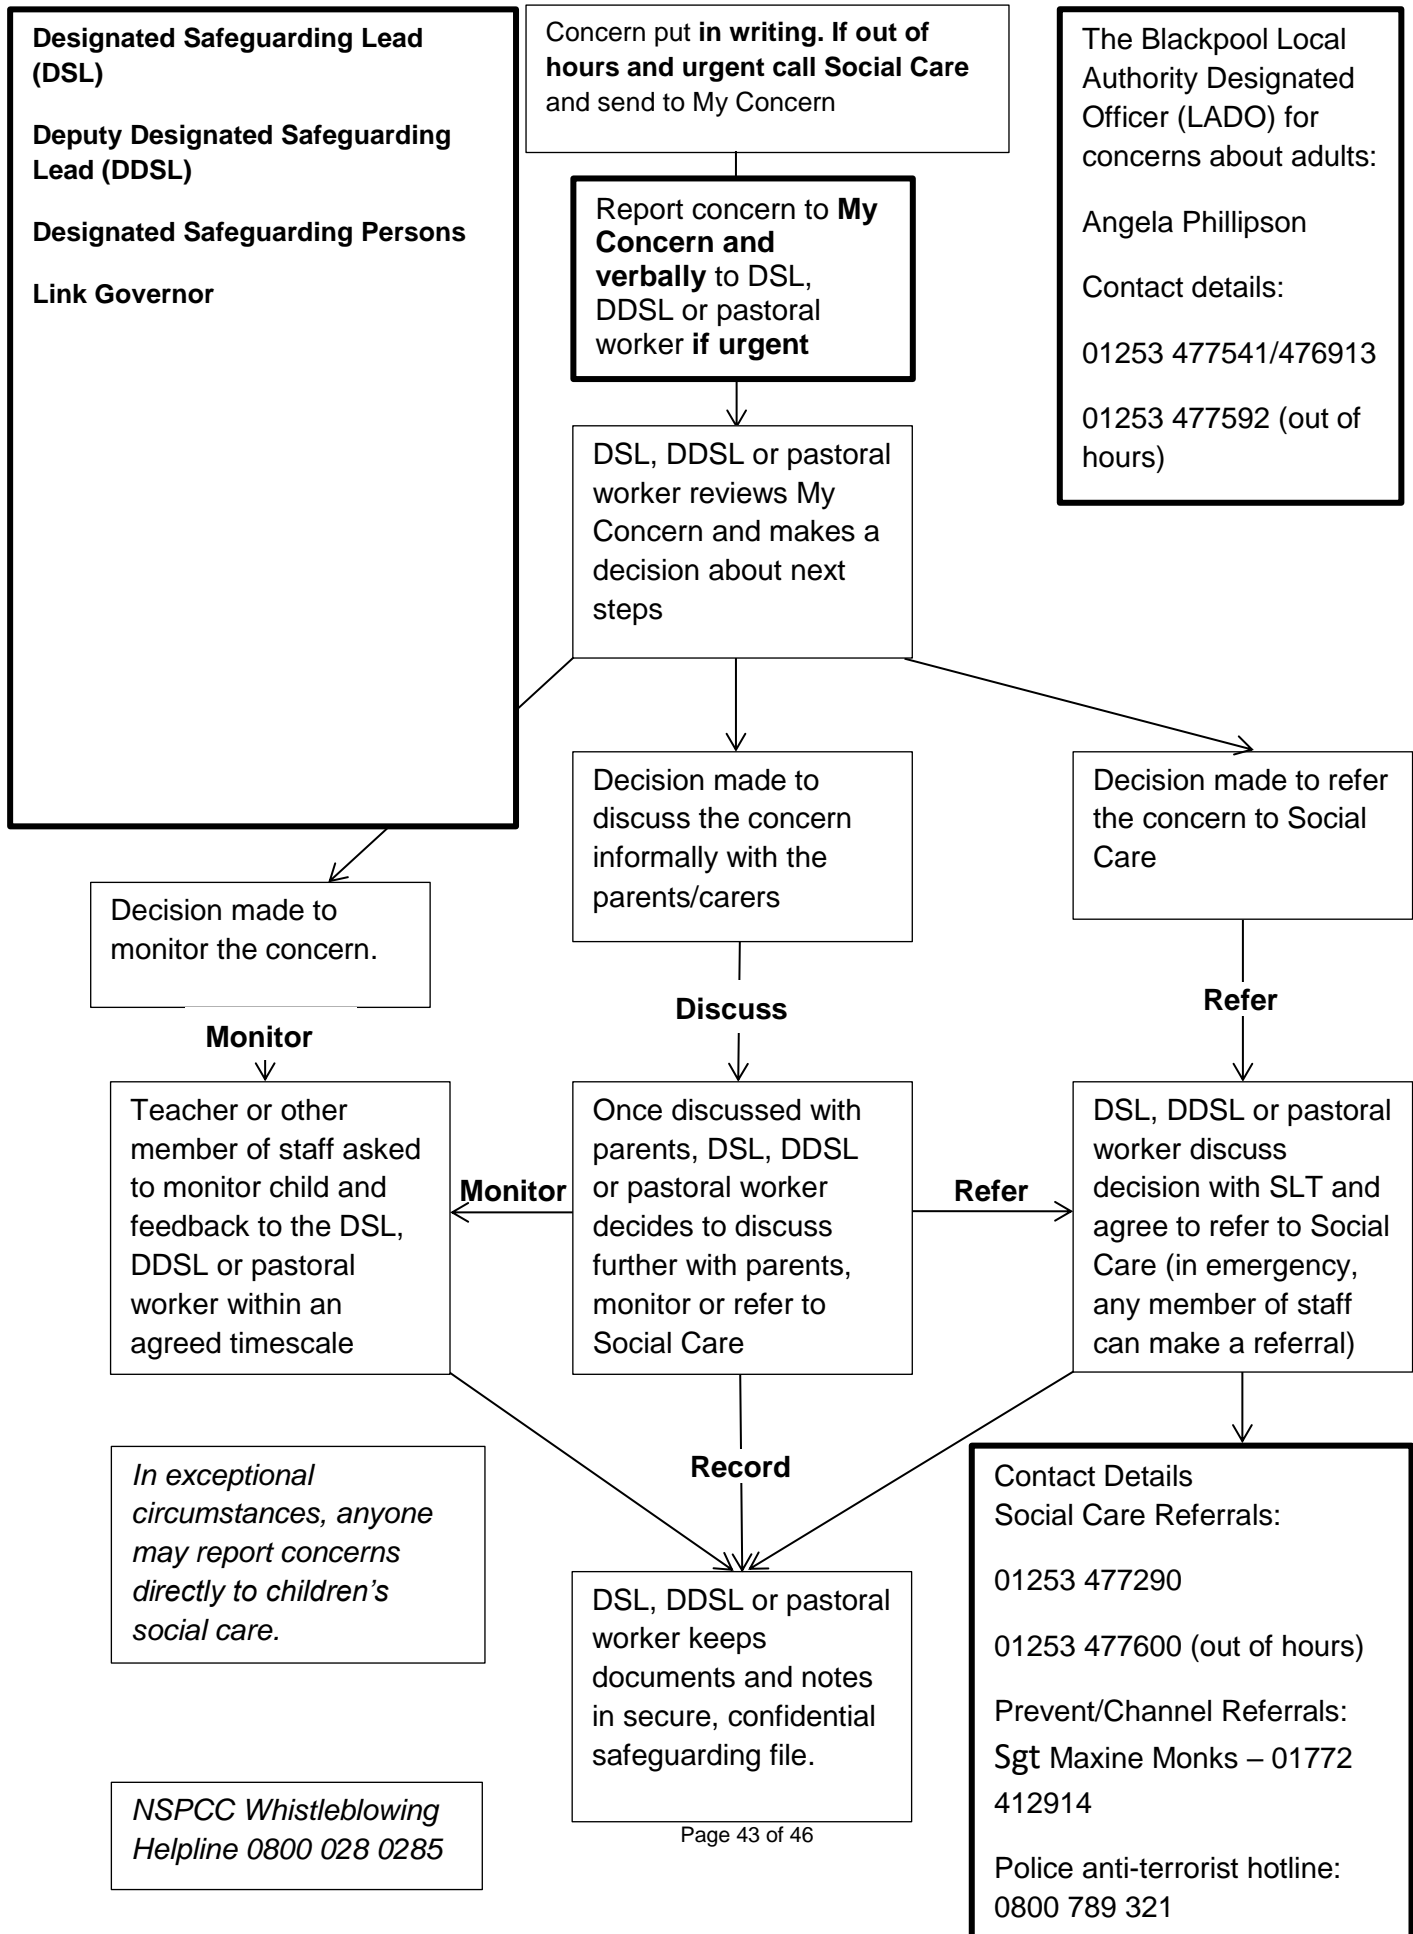 Designated Safeguarding Lead
(DSL)
Deputy Designated Safeguarding
Lead (DDSL)
Designated Safeguarding Persons
Link Governor
Concern put in writing. If out of
hours and urgent call Social Care
and send to My Concern
The Blackpool Local
Authority Designated
Officer (LADO) for
concerns about adults:
Angela Phillipson
Contact details:
01253 477541/476913
01253 477592 (out of
hours)
Report concern to My
Concern and
verbally to DSL,
DDSL or pastoral
worker if urgent
DSL, DDSL or pastoral
worker reviews My
Concern and makes a
decision about next
steps
Decision made to
monitor the concern.
Decision made to
discuss the concern
informally with the
parents/carers
Decision made to refer
the concern to Social
Care
Monitor
Discuss
Refer
Teacher or other
member of staff asked
to monitor child and
feedback to the DSL,
DDSL or pastoral
worker within an
agreed timescale
Monitor
Once discussed with
parents, DSL, DDSL
or pastoral worker
decides to discuss
further with parents,
monitor or refer to
Social Care
Refer
DSL, DDSL or pastoral
worker discuss
decision with SLT and
agree to refer to Social
Care (in emergency,
any member of staff
can make a referral)
In exceptional
circumstances, anyone
may report concerns
directly to children’s
social care.
Record
DSL, DDSL or pastoral
worker keeps
documents and notes
in secure, confidential
safeguarding file.
Contact Details
Social Care Referrals:
01253 477290
01253 477600 (out of hours)
Prevent/Channel Referrals:
Sgt Maxine Monks – 01772
412914
Police anti-terrorist hotline:
0800 789 321
NSPCC Whistleblowing
Helpline 0800 028 0285
Page 43 of 46